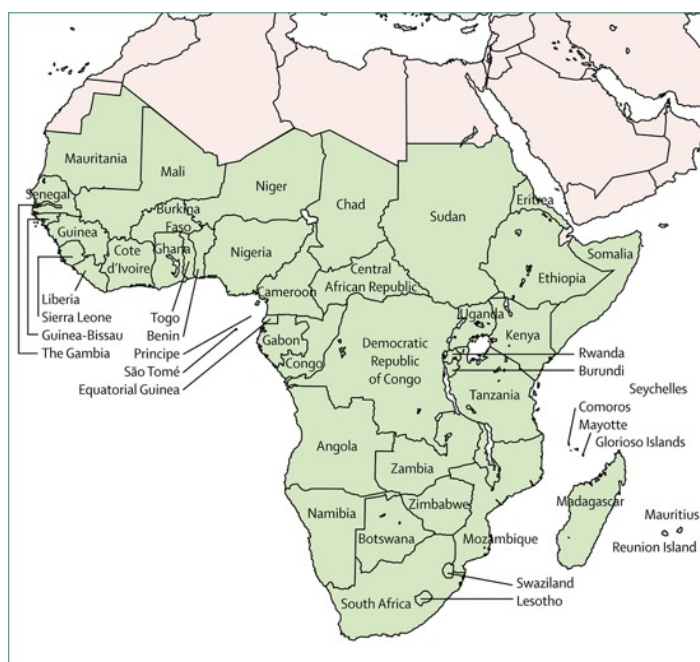 Mauritania
Mali
Niger
Chad
Sudan
Eritrea
Senegal
Burkina
Faso
Guinea
Cote
d'Ivoire
Ghana
Nigeria
Ethiopia
Somalia
Central
African Republic
Cameroon
Liberia
Sierra Leone
Guinea-Bissau
The Gambia
Togo
Benin
Principe
São Tomé
Equatorial Guinea
Gabon
Congo
Democratic
Republic
of Congo
Uganda
Kenya
Rwanda
Burundi
Tanzania
Seychelles
Comoros
Mayotte
Glorioso Islands
Angola
Zambia
Zimbabwe
Namibia
Botswana
Mozambique
Madagascar
Mauritius
Reunion Island
Swaziland
Lesotho
South Africa